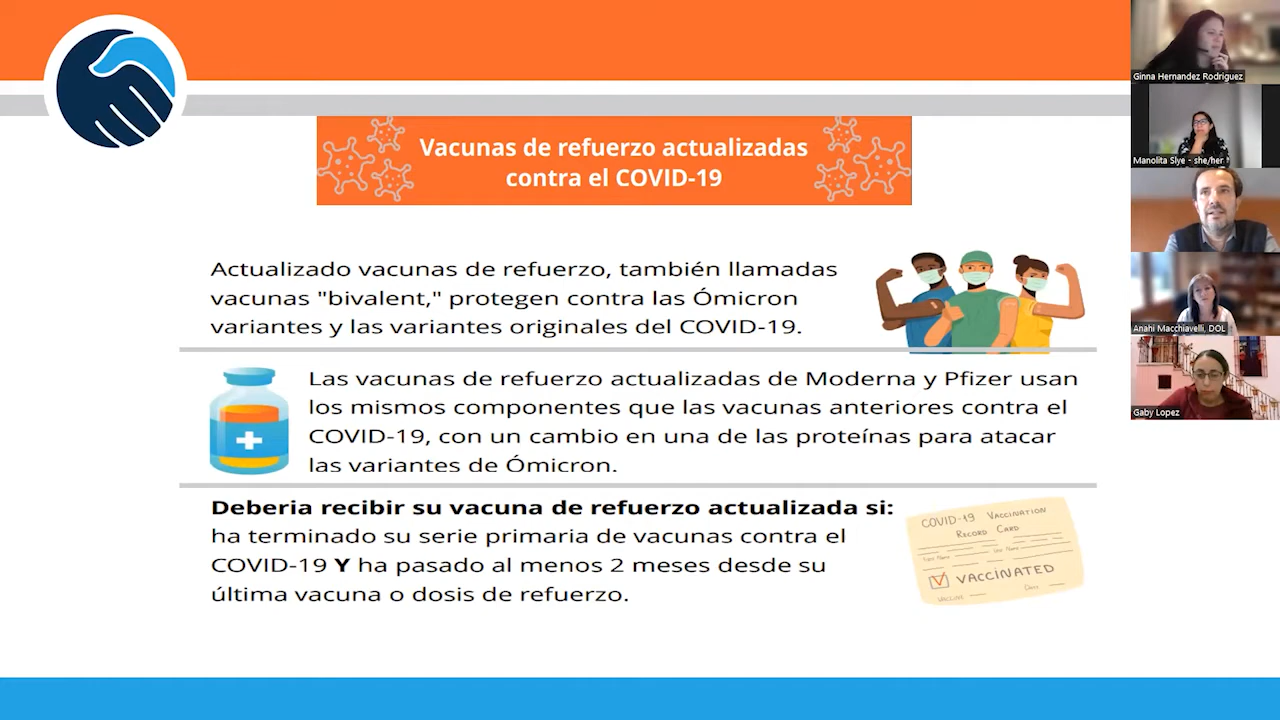 Vacunas de refuerzo actualizadas
contra el COVID-19
Actualizado vacunas de refuerzo, también llamadas
vacunas "bivalent," protegen contra las Ómicron
variantes y las variantes originales del COVID-19.
Las vacunas de refuerzo actualizadas de Moderna y Pfizer usan
los mismos componentes que las vacunas anteriores contra el
COVID-19, con un cambio en una de las proteínas para atacar
las variantes de Ómicron.
Deberia recibir su vacuna de refuerzo actualizada si:
ha terminado su serie primaria de vacunas contra el
COVID-19 Y ha pasado al menos 2 meses desde su
última vacuna o dosis de refuerzo.
COVID-19 VACCINATION
RECORD CARD
VACCINATED
Ginna Hernandez Rodriguez
Manolita Slye - she/her
Anahi Macchiavelli, DOL
Gaby Lopez